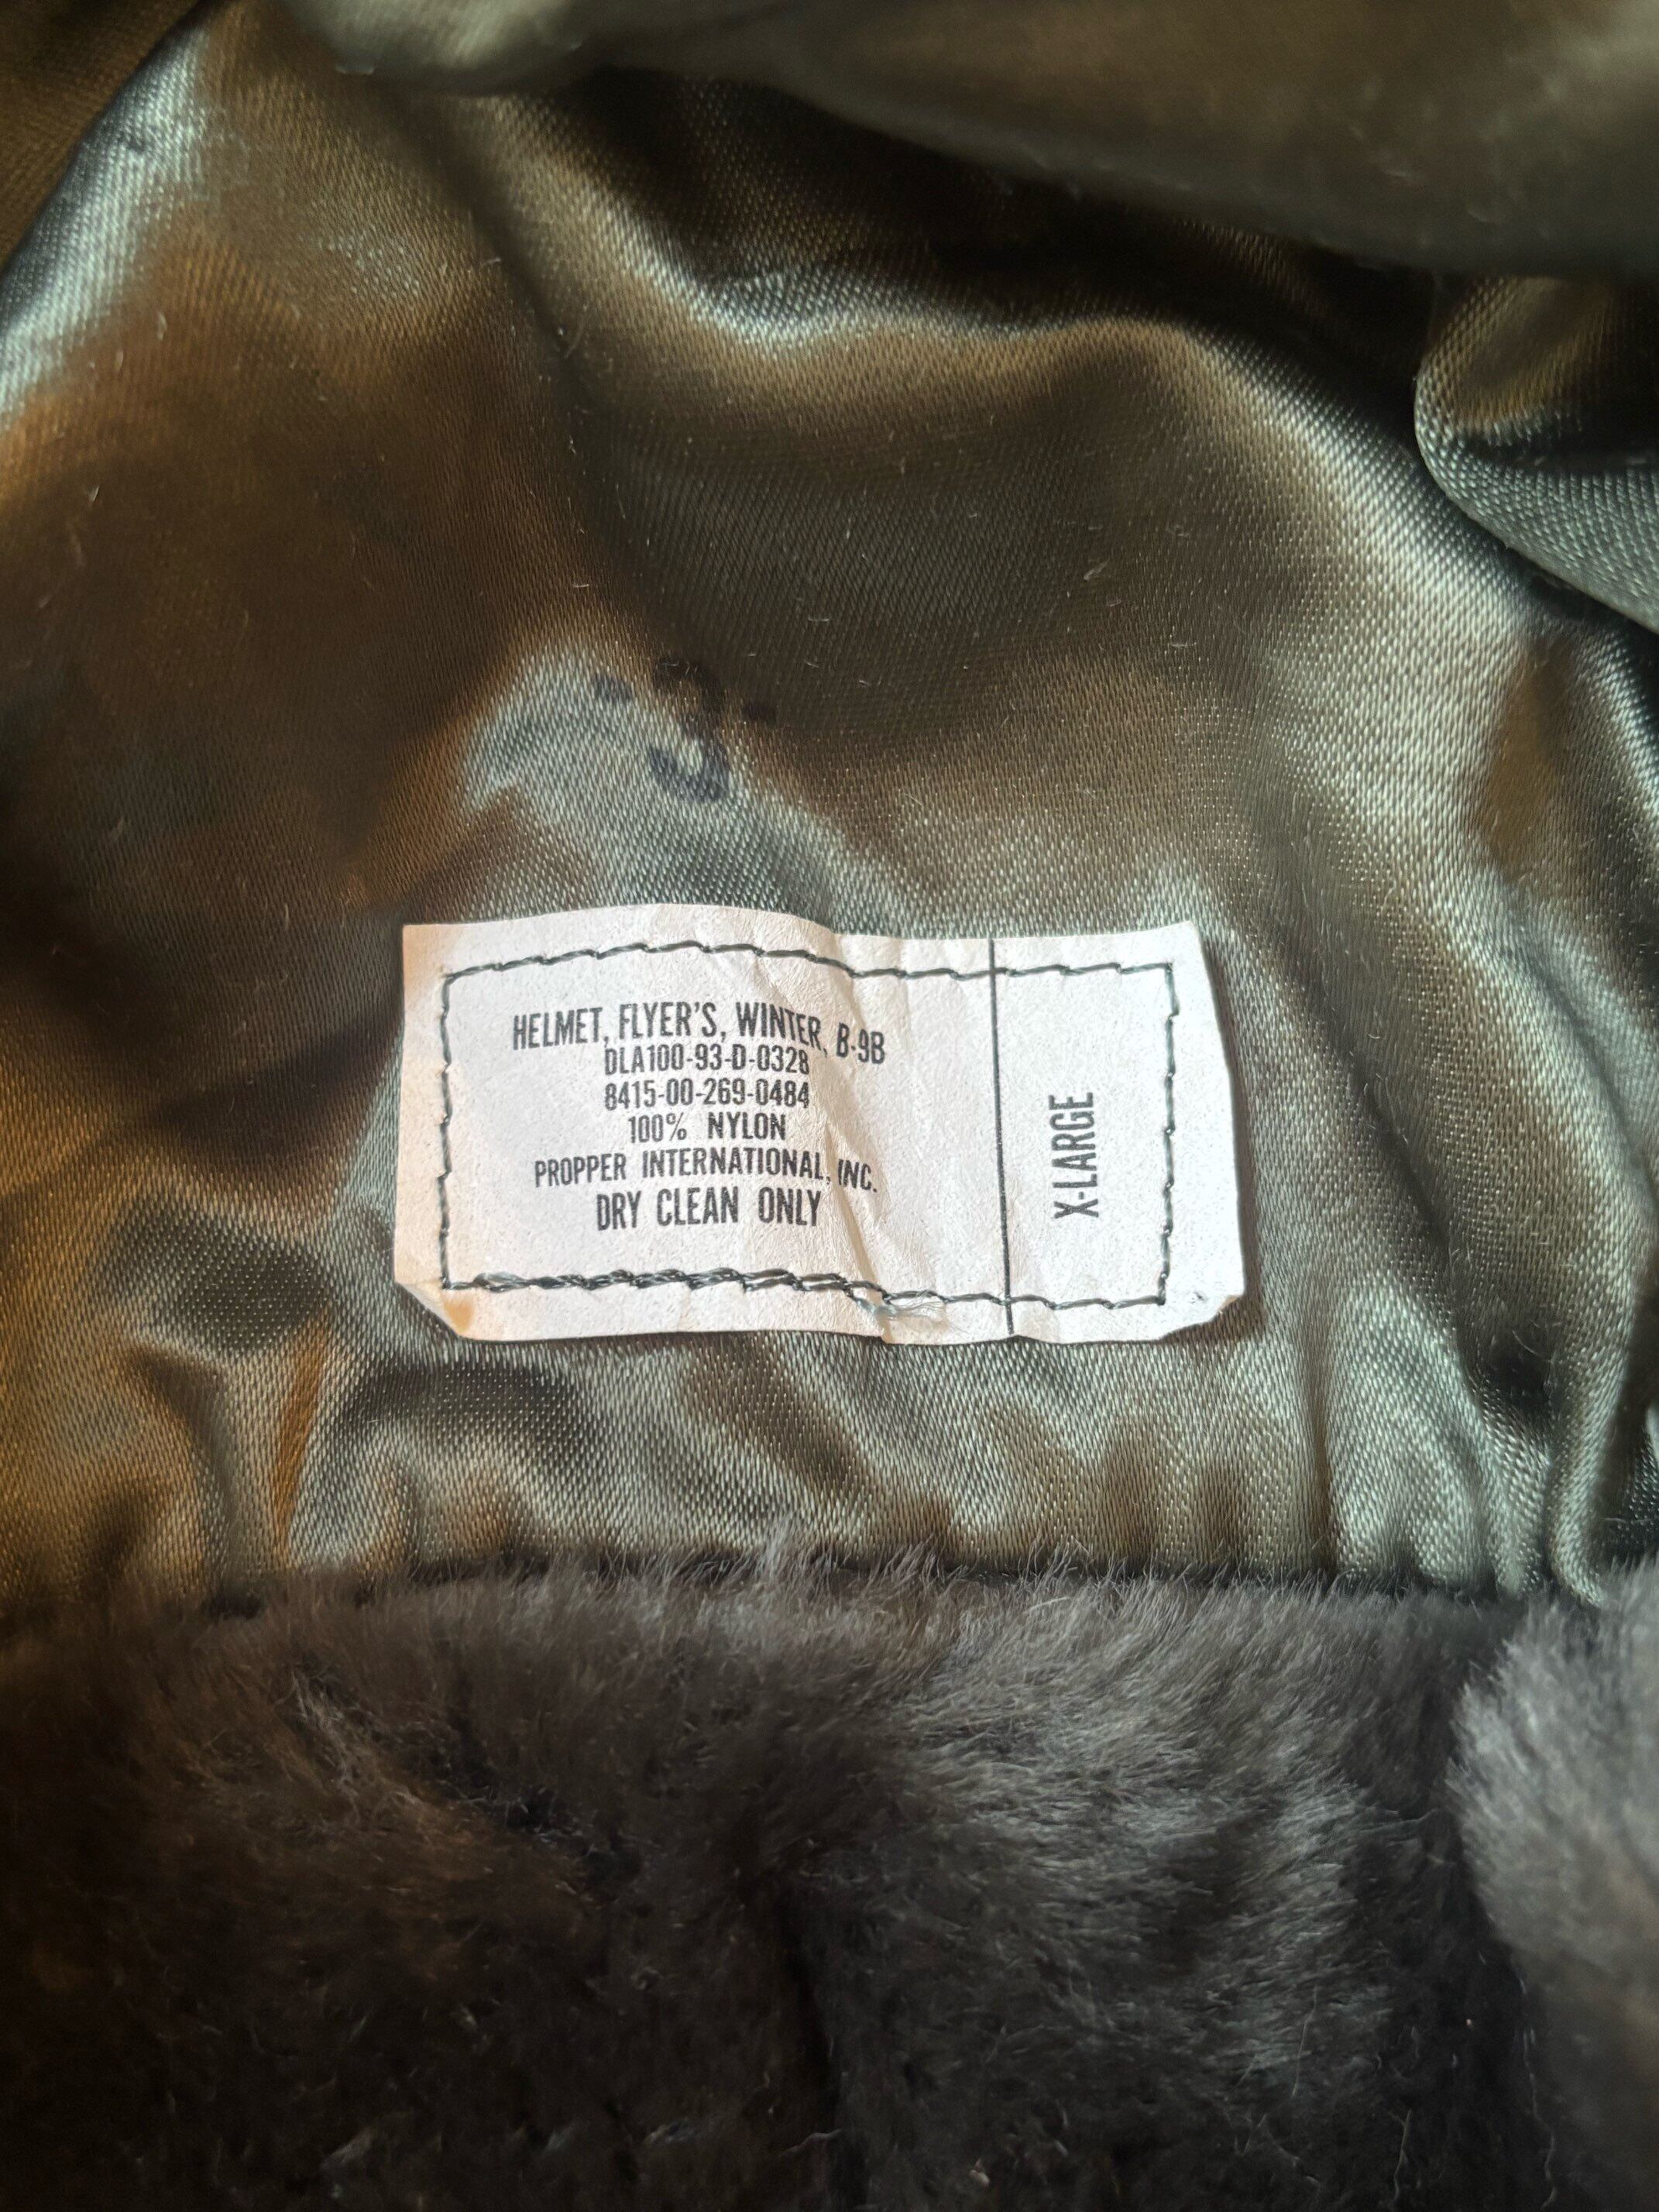 HELMET, FLYER'S, WINTER, B-9B
DLA100-93-D-0328
8415-00-269-0484
100% NYLON
PROPPER INTERNATIONAL, INC.
DRY CLEAN ONLY
X-LARGE